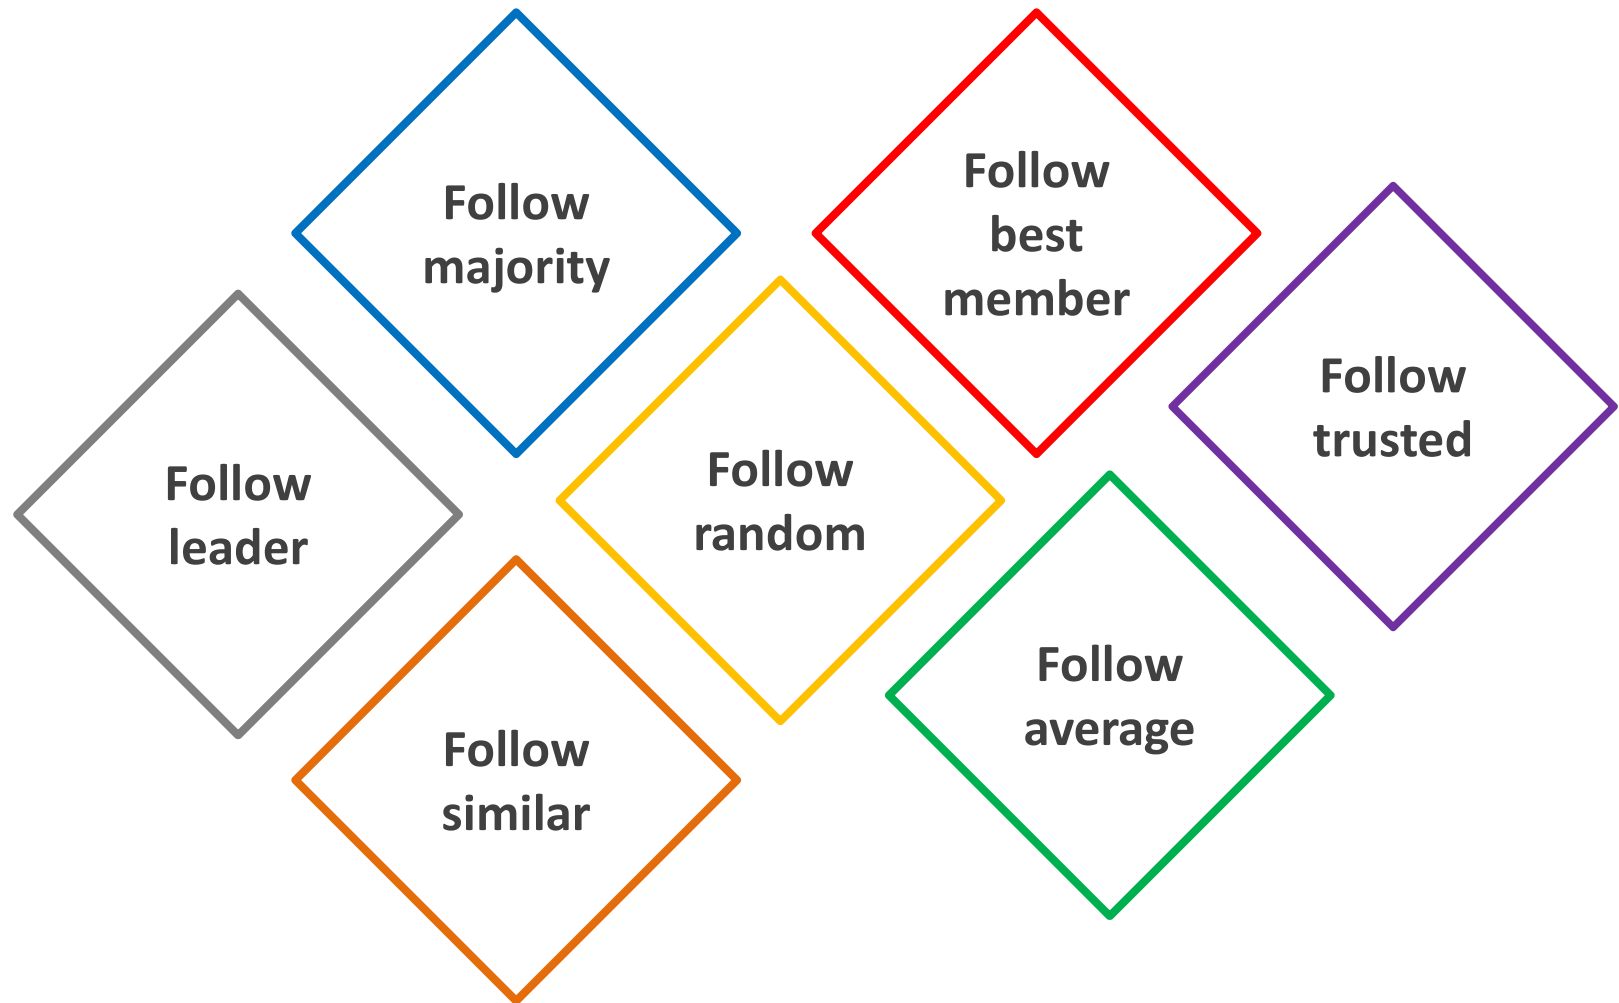 Follow
majority
Follow
best
member
Follow
trusted
Follow
leader
Follow
random
Follow
similar
Follow
average